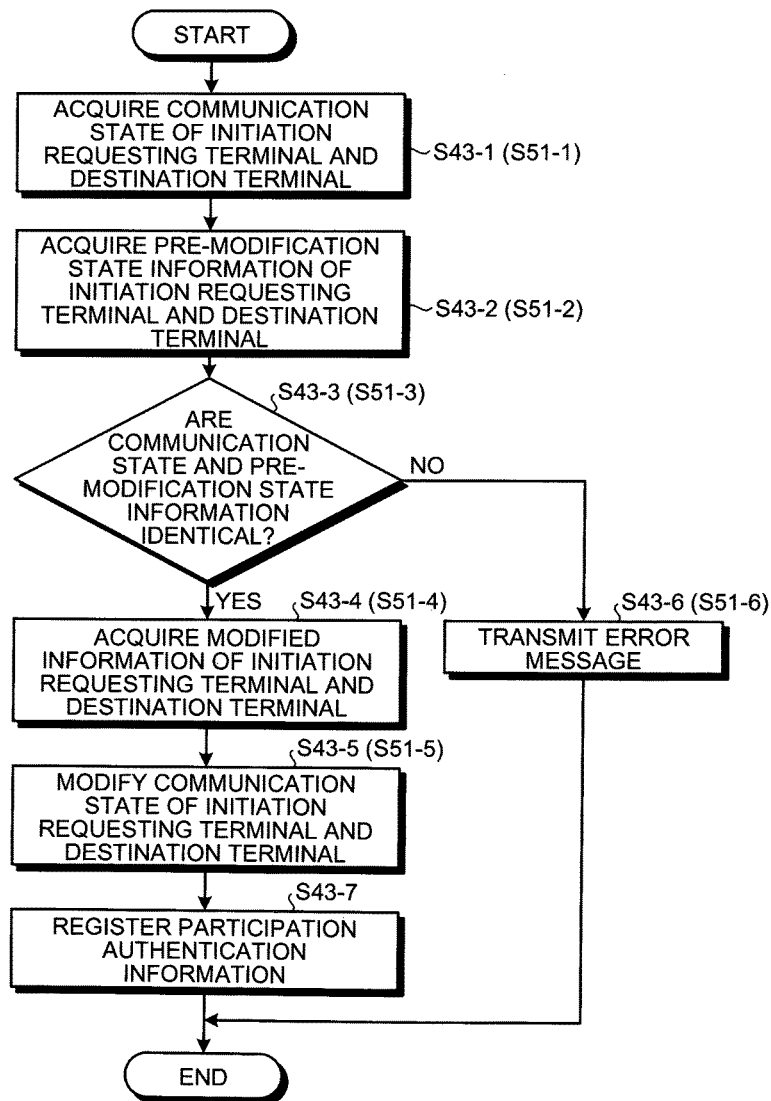 START
ACQUIRE COMMUNICATION
STATE OF INITIATION
REQUESTING TERMINAL AND
DESTINATION TERMINAL
S43-1 (S51-1)
ACQUIRE PRE-MODIFICATION
STATE INFORMATION OF
INITIATION REQUESTING
TERMINAL AND DESTINATION
TERMINAL
S43-2 (S51-2)
S43-3 (S51-3)
ARE
COMMUNICATION
STATE AND PRE-
MODIFICATION STATE
INFORMATION
IDENTICAL?
NO
YES
S43-4 (S51-4)
ACQUIRE MODIFIED
INFORMATION OF INITIATION
REQUESTING TERMINAL AND
DESTINATION TERMINAL
S43-6 (S51-6)
TRANSMIT ERROR
MESSAGE
S43-5 (S51-5)
MODIFY COMMUNICATION
STATE OF INITIATION
REQUESTING TERMINAL AND
DESTINATION TERMINAL
S43-7
REGISTER PARTICIPATION
AUTHENTICATION
INFORMATION
END